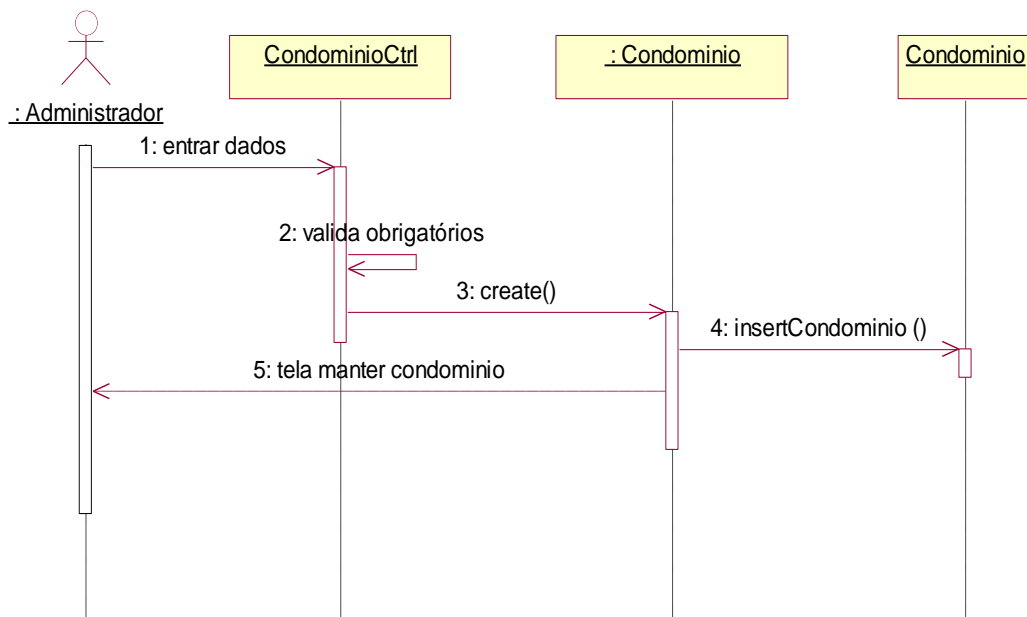 CondominioCtrl
: Condominio
Condominio
: Administrador
1: entrar dados
2: valida obrigatórios
3: create()
4: insertCondominio ()
5: tela manter condominio